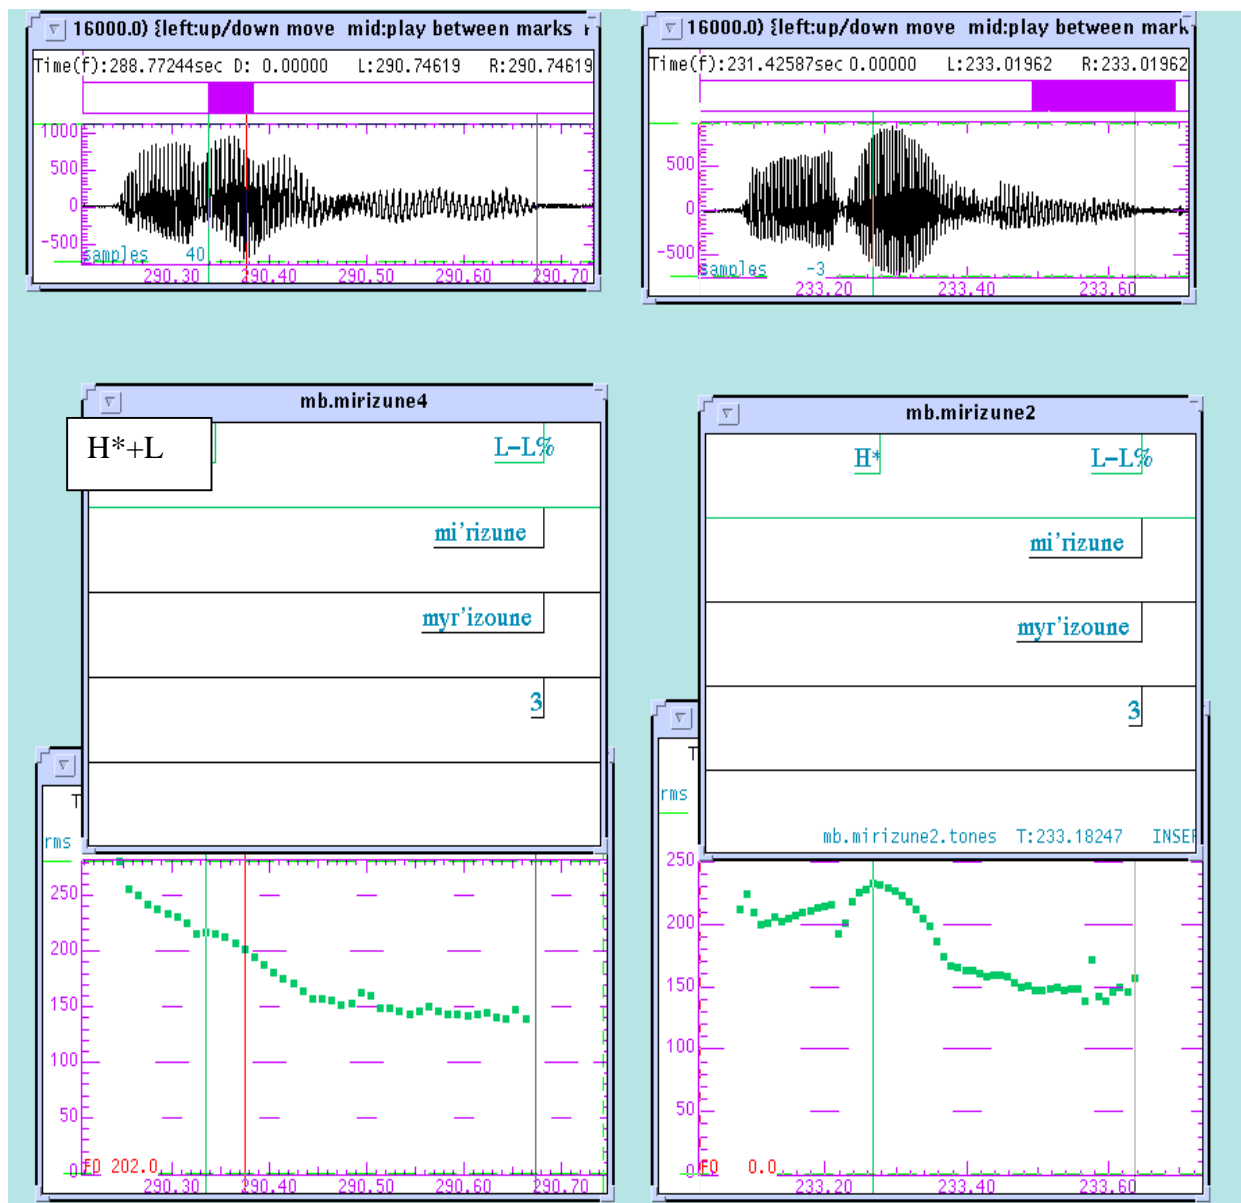 16000.0) {left:up/down move mid:play between marks
Time(f):288.77244sec D: 0.00000 L:290.74619 R:290.74619
1000
500
0
-500
samples 40
290.30 290.40 290.50 290.60 290.70
mb.mirizune4
H*+L
L-L%
mi'rizune
myr'izoune
3
T
rms
250
200
150
100
50
0
F0 202.0
290.30 290.40 290.50 290.60 290.70
16000.0) {left:up/down move mid:play between mark
Time(f):231.42587sec 0.00000 L:233.01962 R:233.01962
500
0
-500
samples -3
233.20 233.40 233.60
mb.mirizune2
H*
L-L%
mi'rizune
myr'izoune
3
mb.mirizune2.tones T:233.18247
T
rms
250
200
150
100
50
0
F0 0.0
233.20 233.40 233.60